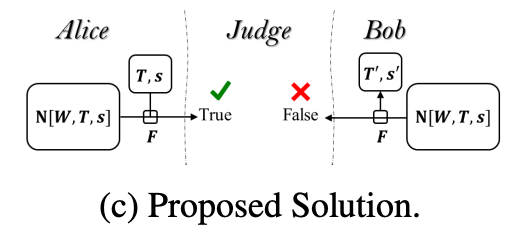 Alice Judge Bob
T, s T′, s′
N[W, T, s] True False N[W, T, s]
F F
(c) Proposed Solution.